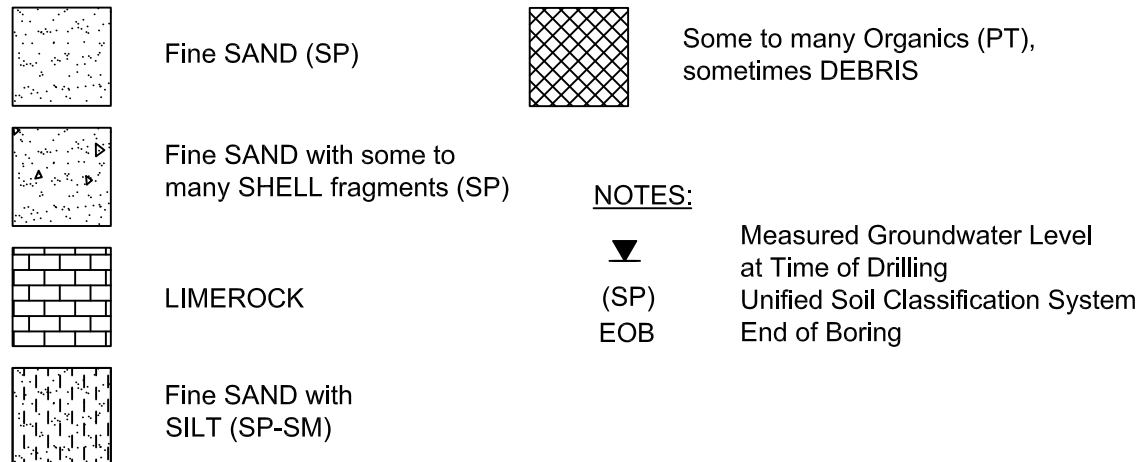 Fine SAND (SP)
Fine SAND with some to
many SHELL fragments (SP)
LIMEROCK
Fine SAND with
SILT (SP-SM)
Some to many Organics (PT),
sometimes DEBRIS
NOTES:
Measured Groundwater Level
at Time of Drilling
(SP) Unified Soil Classification System
EOB End of Boring